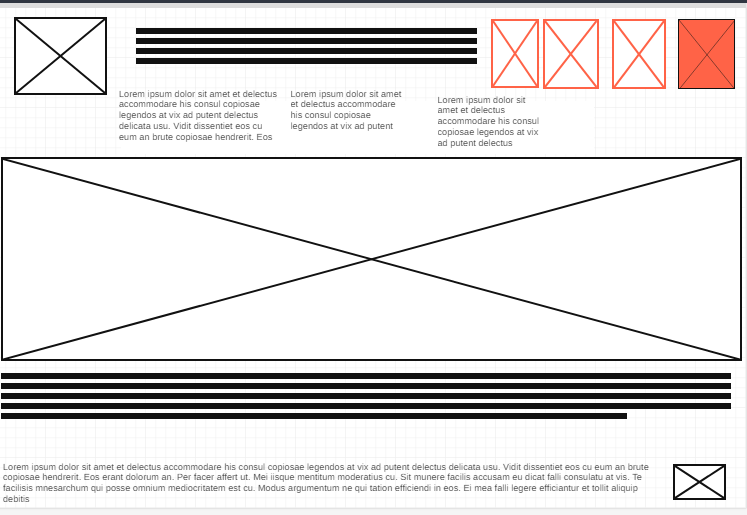 Lorem ipsum dolor sit amet et delectus
accommodare his consul copiosae
legendos at vix ad putent delectus
delicata usu. Vidit dissentiet eos cu
eum an brute copiosae hendrerit. Eos
Lorem ipsum dolor sit amet
et delectus accommodare
his consul copiosae
legendos at vix ad putent
Lorem ipsum dolor sit
amet et delectus
accommodare his consul
copiosae legendos at vix
ad putent delectus
Lorem ipsum dolor sit amet et delectus accommodare his consul copiosae legendos at vix ad putent delectus delicata usu. Vidit dissentiet eos cu eum an brute
copiosae hendrerit. Eos erant dolorum an. Per facer affert ut. Mei iisque mentitum moderatius cu. Sit munere facilis accusam eu dicat falli consulatu at vis. Te
facilisis mnesarchum qui posse omnium mediocritatem est cu. Modus argumentum ne qui tation efficiendi in eos. Ei mea falli legere efficiantur et tollit aliquip
debitis